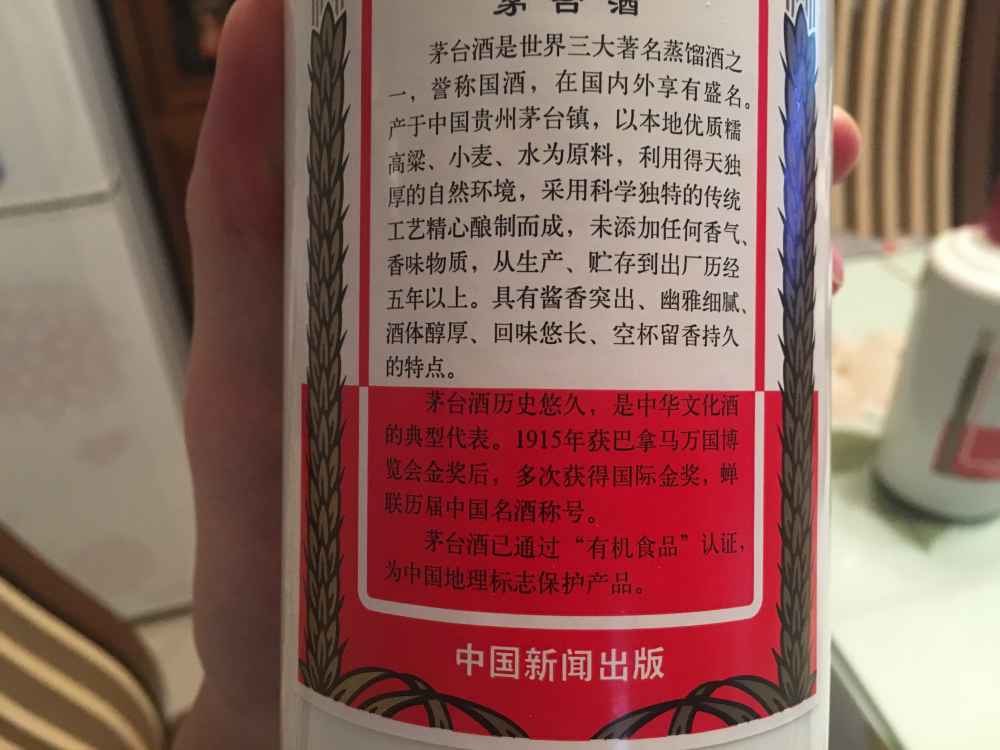 茅台酒
茅台酒是世界三大著名蒸馏酒之
一，誉称国酒，在国内外享有盛名。
产于中国贵州茅台镇，以本地优质糯
高粱、小麦、水为原料，利用得天独
厚的自然环境，采用科学独特的传统
工艺精心酿制而成，未添加任何香气、
香味物质，从生产、贮存到出厂历经
五年以上。具有酱香突出、幽雅细腻、
酒体醇厚、回味悠长、空杯留香持久
的特点。
茅台酒历史悠久，是中华文化酒
的典型代表。1915年获巴拿马万国博
览会金奖后，多次获得国际金奖，蝉
联历届中国名酒称号。
茅台酒已通过“有机食品”认证，
为中国地理标志保护产品。
中国新闻出版